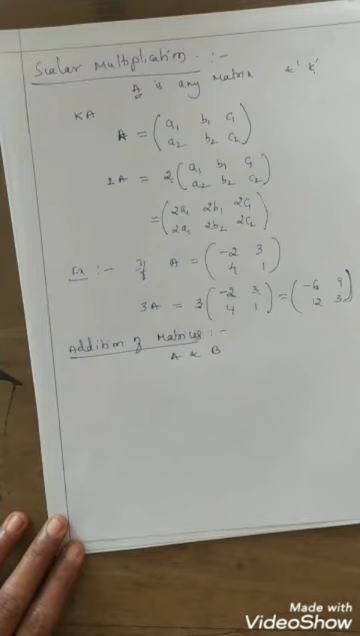 Scalar Multiplication :-
A is any Matrix & 'K'
KA
A = ( a₁ b₁ c₁
a₂ b₂ c₂ )
2A = 2 ( a₁ b₁ c₁
a₂ b₂ c₂ )
= ( 2a₁ 2b₁ 2c₁
2a₂ 2b₂ 2c₂ )
Ex :- If A = ( -2 3
4 1 )
3A = 3 ( -2 3
4 1 ) = ( -6 9
12 3 )
Addition of Matrices :-
A & B
Made with
VideoShow